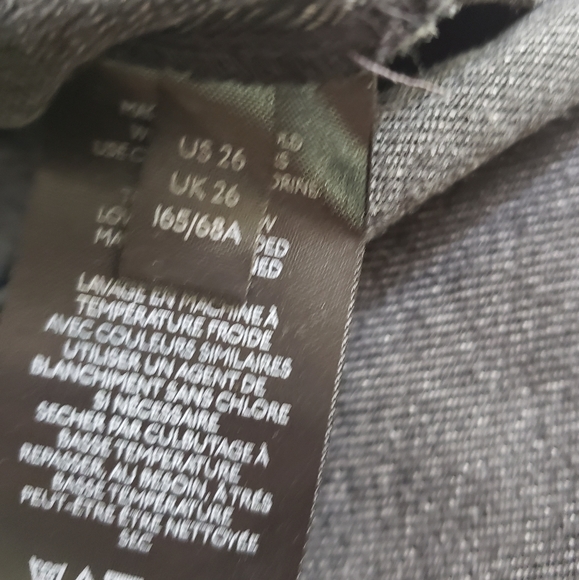 US 26
UK 26
165/68A
LAVAGE EN MACHINE À
TEMPÉRATURE FROIDE
AVEC COULEURS SIMILAIRES
UTILISER UN AGENT DE
BLANCHIMENT SANS CHLORE
SI NÉCESSAIRE.
SÉCHER PAR CULBUTAGE À
BASSE TEMPÉRATURE
REPASSER, AU BESOIN, À TRÈS
BASSE TEMPÉRATURE
PEUT-ÊTRE ÊTRE NETTOYÉE
SEC